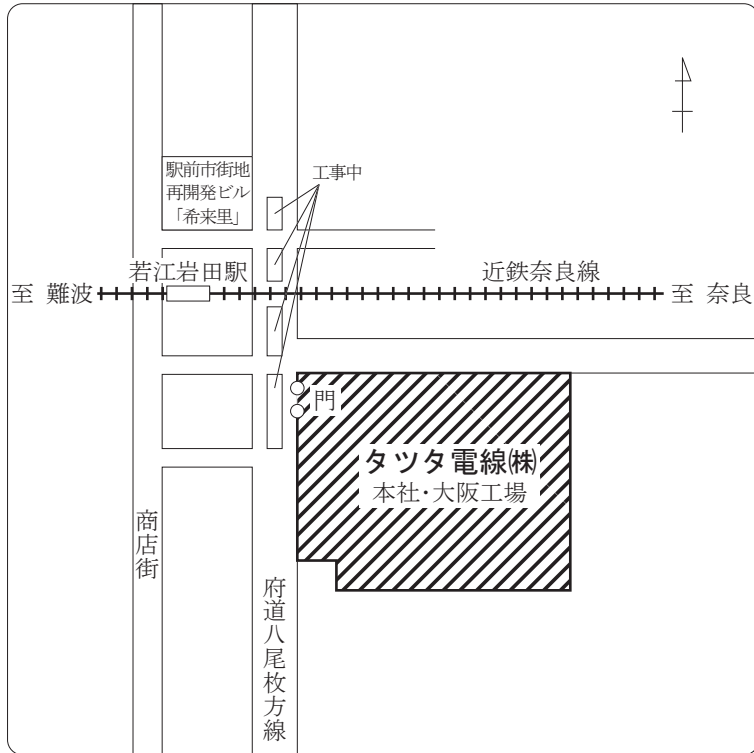 駅前市街地
再開発ビル
「希来里」
工事中
若江岩田駅
近鉄奈良線
至 難波
至 奈良
門
タツタ電線㈱
本社・大阪工場
商店街
府道八尾枚方線